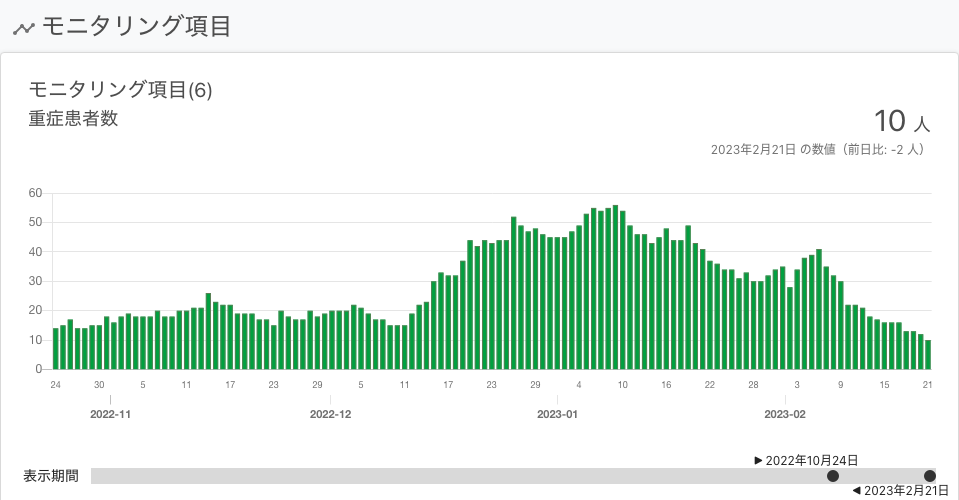 モニタリング項目
モニタリング項目(6)
重症患者数
10 人
2023年2月21日 の数値（前日比: -2 人）
60
50
40
30
20
10
0
24 30 5 11 17 23 29 5 11 17 23 29 4 10 16 22 28 3 9 15 21
2022-11 2022-12 2023-01 2023-02
▶ 2022年10月24日
表示期間
◀ 2023年2月21日